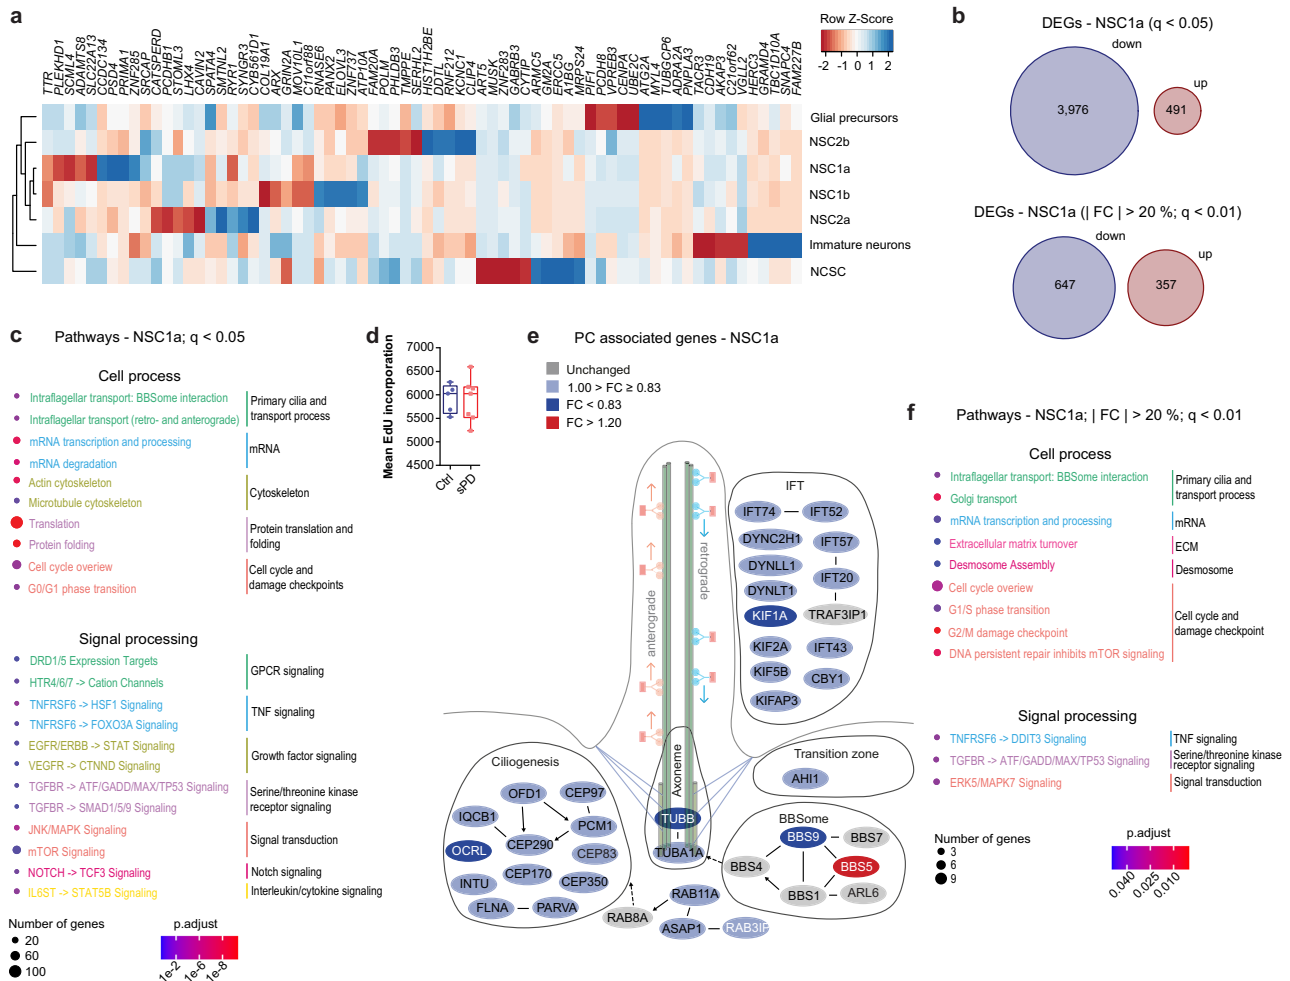 a
TTR
PLEKHD1
SCML4
ADAMTS8
SLC22A13
CCDC134
PSD4
PRIMA1
ZNF285
SRCAP
CATSPERD
PCDHB1
STOML3
LHX4
CAVIN2
SPATA4
SMTNL2
RYR1
SYNGR3
CYB561D1
COL19A1
ARX
GRIN2A
MOV10L1
C11orf88
RNASE6
PANX2
ELOVL3
ZNF737
ATP10A
FAM20A
POLM
PHLDB3
TMPPE
SERHL2
HIST1H2BE
DDTL
RNF212
KCNC1
CLIP4
ART5
MUSK
ZNF283
GABRB3
CYTIP
ARMC5
GM2A
ERCC5
A1BG
MRPS24
PIFT1
PCDH8
VPREB3
CENPA
UBE2C
ATG2A
MYL4
TUBGCP6
ADRA2A
PNPLA3
TACR3
CDH19
AKAP3
C21orf62
VGLL2
HERC3
GRAMD4
TBC1D10A
SNAPC4
FAM227B
Row Z-Score
-2 -1 0 1 2
Glial precursors
NSC2b
NSC1a
NSC1b
NSC2a
Immature neurons
NCSC
b
DEGs - NSC1a (q < 0.05)
down
3,976
up
491
DEGs - NSC1a (| FC | > 20 %; q < 0.01)
down
647
up
357
c
Pathways - NSC1a; q < 0.05
Cell process
Intraflagellar transport: BBSome interaction
Intraflagellar transport (retro- and anterograde)
Primary cilia and
transport process
mRNA transcription and processing
mRNA degradation
mRNA
Actin cytoskeleton
Microtubule cytoskeleton
Cytoskeleton
Translation
Protein folding
Protein translation and
folding
Cell cycle overiew
G0/G1 phase transition
Cell cycle and
damage checkpoints
Signal processing
DRD1/5 Expression Targets
HTR4/6/7 -> Cation Channels
GPCR signaling
TNFRSF6 -> HSF1 Signaling
TNFRSF6 -> FOXO3A Signaling
TNF signaling
EGFR/ERBB -> STAT Signaling
VEGFR -> CTNND Signaling
Growth factor signaling
TGFBR -> ATF/GADD/MAX/TP53 Signaling
TGFBR -> SMAD1/5/9 Signaling
Serine/threonine kinase
receptor signaling
JNK/MAPK Signaling
mTOR Signaling
Signal transduction
NOTCH -> TCF3 Signaling
Notch signaling
IL6ST -> STAT5B Signaling
Interleukin/cytokine signaling
Number of genes
20
60
100
p.adjust
1e-2
1e-6
1e-8
d
Mean EdU incorporation
7000
6500
6000
5500
5000
4500
Ctrl
sPD
e
PC associated genes - NSC1a
Unchanged
1.00 > FC ≥ 0.83
FC < 0.83
FC > 1.20
anterograde
retrograde
Axoneme
TUBB
TUBA1A
IFT
IFT74
IFT52
DYNC2H1
IFT57
DYNLL1
IFT20
DYNLT1
KIF1A
TRAF3IP1
KIF2A
IFT43
KIF5B
CBY1
KIFAP3
Transition zone
AHI1
Ciliogenesis
OFD1
CEP97
IQCB1
PCM1
OCRL
CEP290
CEP83
INTU
CEP170
CEP350
FLNA
PARVA
BBSome
BBS9
BBS7
BBS4
BBS5
BBS1
ARL6
RAB8A
RAB11A
ASAP1
RAB3IP
f
Pathways - NSC1a; | FC | > 20 %; q < 0.01
Cell process
Intraflagellar transport: BBSome interaction
Golgi transport
Primary cilia and
transport process
mRNA transcription and processing
mRNA
Extracellular matrix turnover
ECM
Desmosome Assembly
Desmosome
Cell cycle overiew
G1/S phase transition
G2/M damage checkpoint
DNA persistent repair inhibits mTOR signaling
Cell cycle and
damage checkpoint
Signal processing
TNFRSF6 -> DDIT3 Signaling
TNF signaling
TGFBR -> ATF/GADD/MAX/TP53 Signaling
Serine/threonine kinase
receptor signaling
ERK5/MAPK7 Signaling
Signal transduction
Number of genes
3
6
9
p.adjust
0.040
0.025
0.010